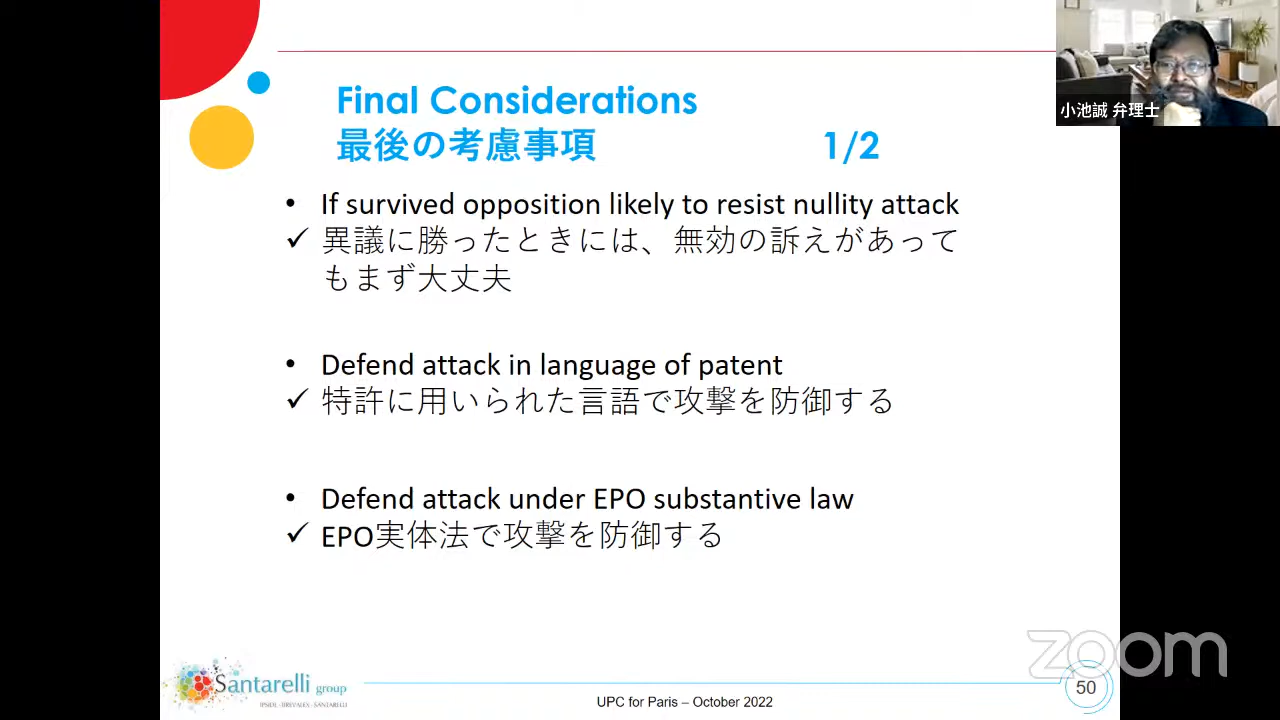 Final Considerations
最後の考慮事項 1/2
小池誠 弁理士
• If survived opposition likely to resist nullity attack
✓ 異議に勝ったときには、無効の訴えがあって
もまず大丈夫
• Defend attack in language of patent
✓ 特許に用いられた言語で攻撃を防御する
• Defend attack under EPO substantive law
✓ EPO実体法で攻撃を防御する
zoom
Santarelli group
IPSIDE - BREVALEX - SANTARELLI
UPC for Paris – October 2022
50